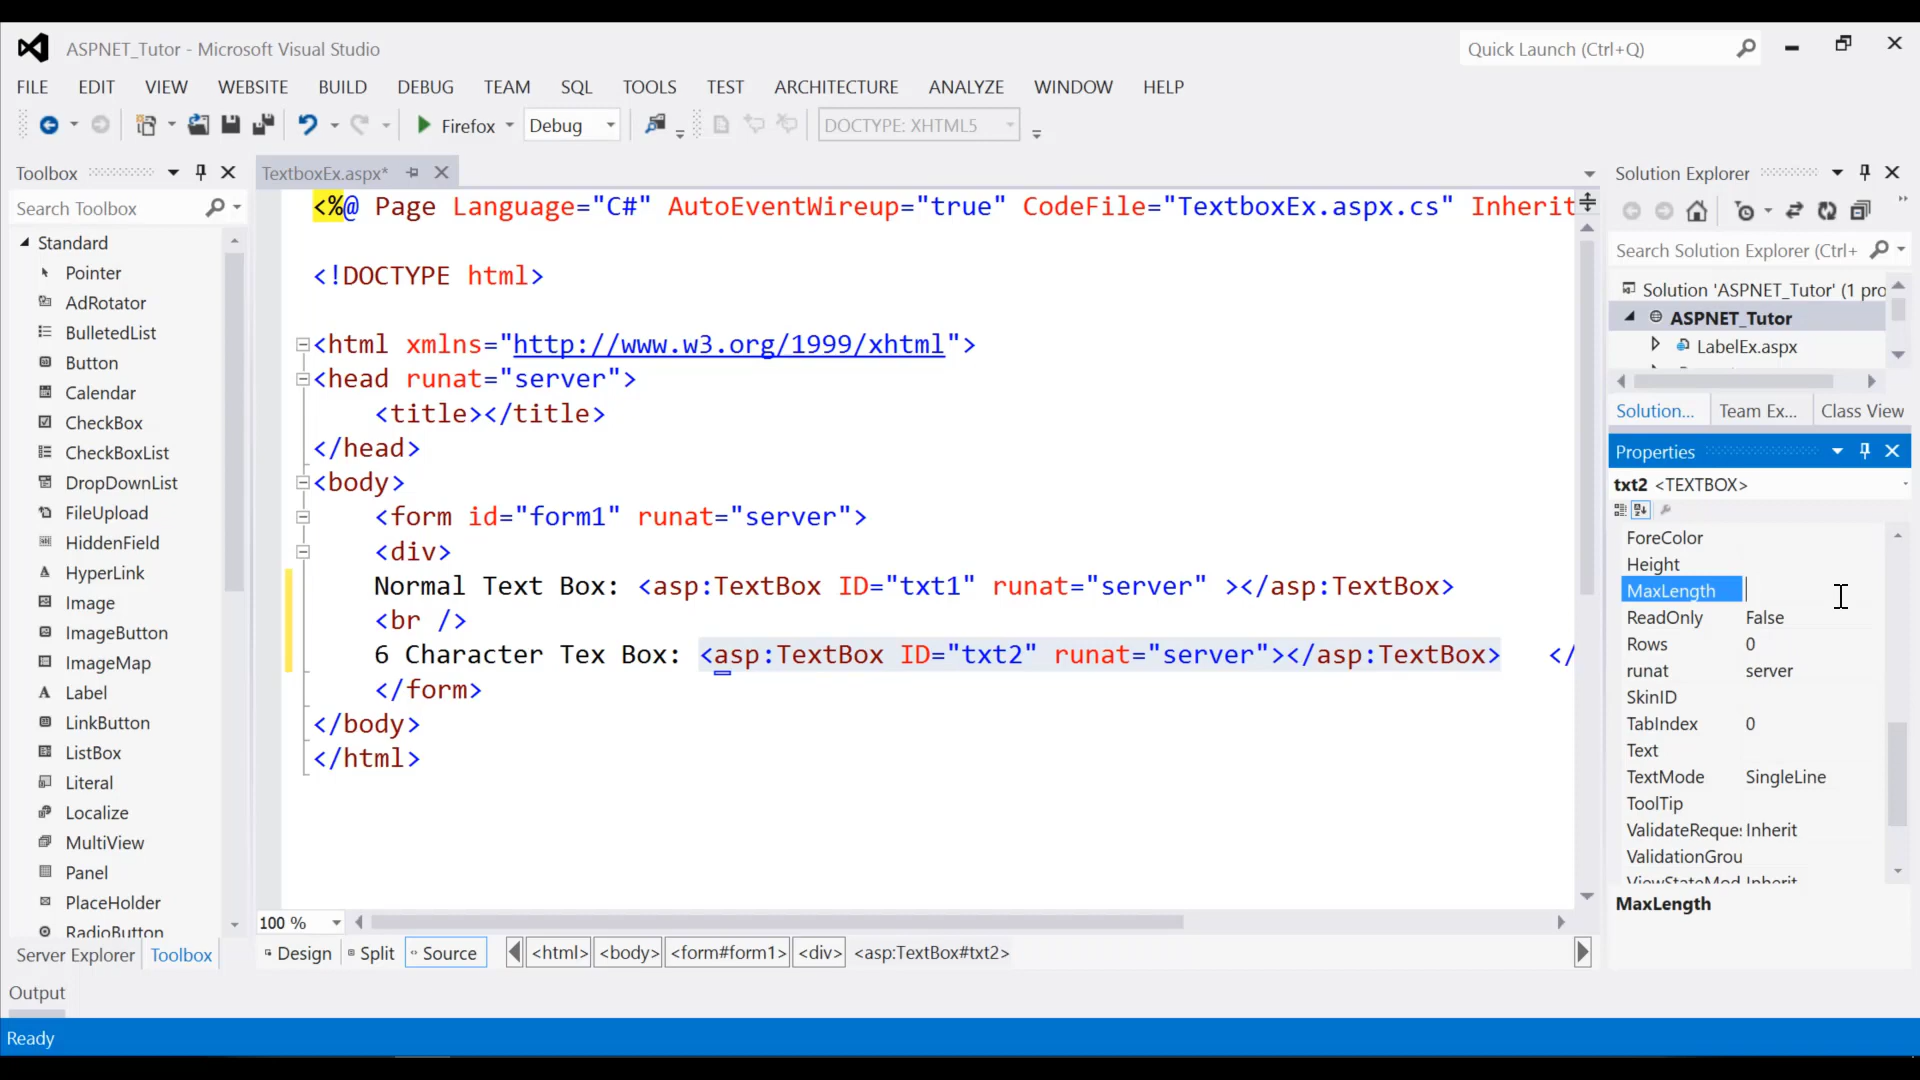 ASPNET_Tutor - Microsoft Visual Studio
Quick Launch (Ctrl+Q)
FILE EDIT VIEW WEBSITE BUILD DEBUG TEAM SQL TOOLS TEST ARCHITECTURE ANALYZE WINDOW HELP
Firefox Debug DOCTYPE: XHTML5
Toolbox
Search Toolbox
Standard
Pointer
AdRotator
BulletedList
Button
Calendar
CheckBox
CheckBoxList
DropDownList
FileUpload
HiddenField
HyperLink
Image
ImageButton
ImageMap
Label
LinkButton
ListBox
Literal
Localize
MultiView
Panel
PlaceHolder
RadioButton
Server Explorer Toolbox
TextboxEx.aspx*
<%@ Page Language="C#" AutoEventWireup="true" CodeFile="TextboxEx.aspx.cs" Inherit
<!DOCTYPE html>
<html xmlns="http://www.w3.org/1999/xhtml">
<head runat="server">
<title></title>
</head>
<body>
<form id="form1" runat="server">
<div>
Normal Text Box: <asp:TextBox ID="txt1" runat="server" ></asp:TextBox>
<br />
6 Character Tex Box: <asp:TextBox ID="txt2" runat="server"></asp:TextBox> </
</form>
</body>
</html>
100 %
Design Split Source <html> <body> <form#form1> <div> <asp:TextBox#txt2>
Solution Explorer
Search Solution Explorer (Ctrl+
Solution 'ASPNET_Tutor' (1 pro
ASPNET_Tutor
LabelEx.aspx
Solution... Team Ex... Class View
Properties
txt2 <TEXTBOX>
ForeColor
Height
MaxLength
ReadOnly False
Rows 0
runat server
SkinID
TabIndex 0
Text
TextMode SingleLine
ToolTip
ValidateReque: Inherit
ValidationGrou
ViewStateMod Inherit
MaxLength
Output
Ready